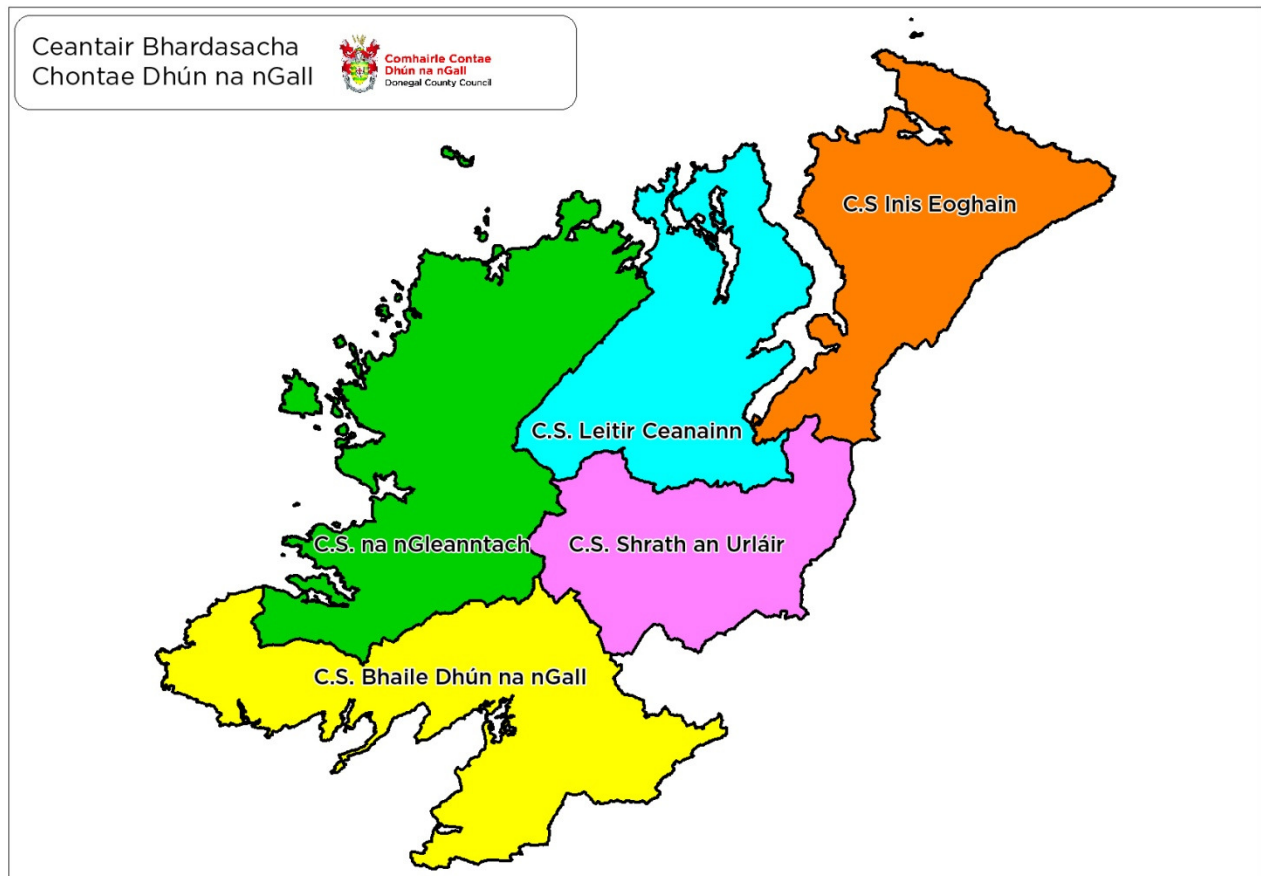 Ceantair Bhardasacha
Chontae Dhún na nGall
Comhairle Contae
Dhún na nGall
Donegal County Council
C.S Inis Eoghain
C.S. Leitir Ceanainn
C.S. na nGleanntach
C.S. Shrath an Urláir
C.S. Bhaile Dhún na nGall